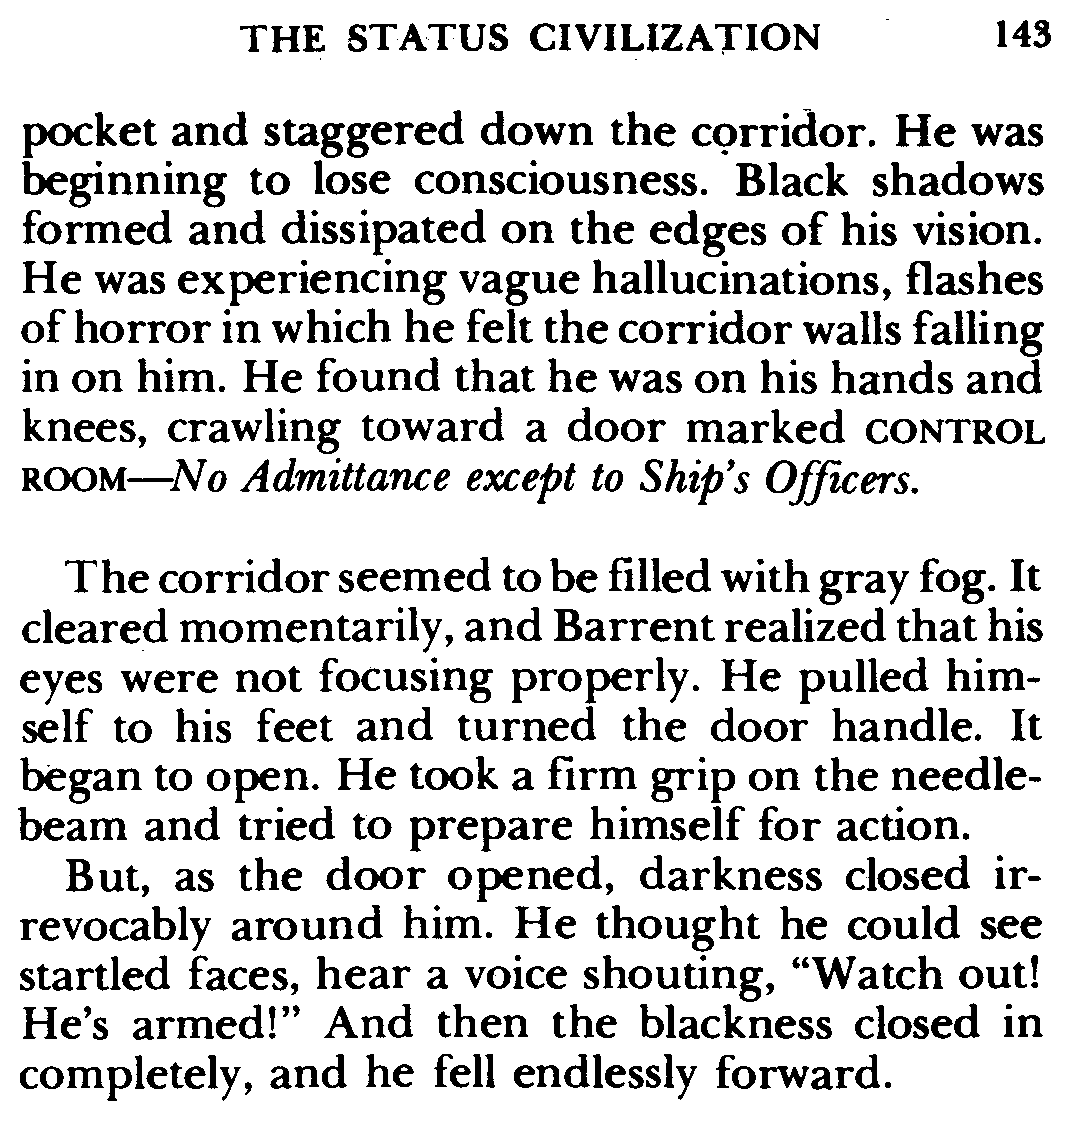 THE STATUS CIVILIZATION 143
pocket and staggered down the corridor. He was
beginning to lose consciousness. Black shadows
formed and dissipated on the edges of his vision.
He was experiencing vague hallucinations, flashes
of horror in which he felt the corridor walls falling
in on him. He found that he was on his hands and
knees, crawling toward a door marked CONTROL
ROOM—No Admittance except to Ship's Officers.
The corridor seemed to be filled with gray fog. It
cleared momentarily, and Barrent realized that his
eyes were not focusing properly. He pulled him-
self to his feet and turned the door handle. It
began to open. He took a firm grip on the needle-
beam and tried to prepare himself for action.
But, as the door opened, darkness closed ir-
revocably around him. He thought he could see
startled faces, hear a voice shouting, “Watch out!
He’s armed!” And then the blackness closed in
completely, and he fell endlessly forward.